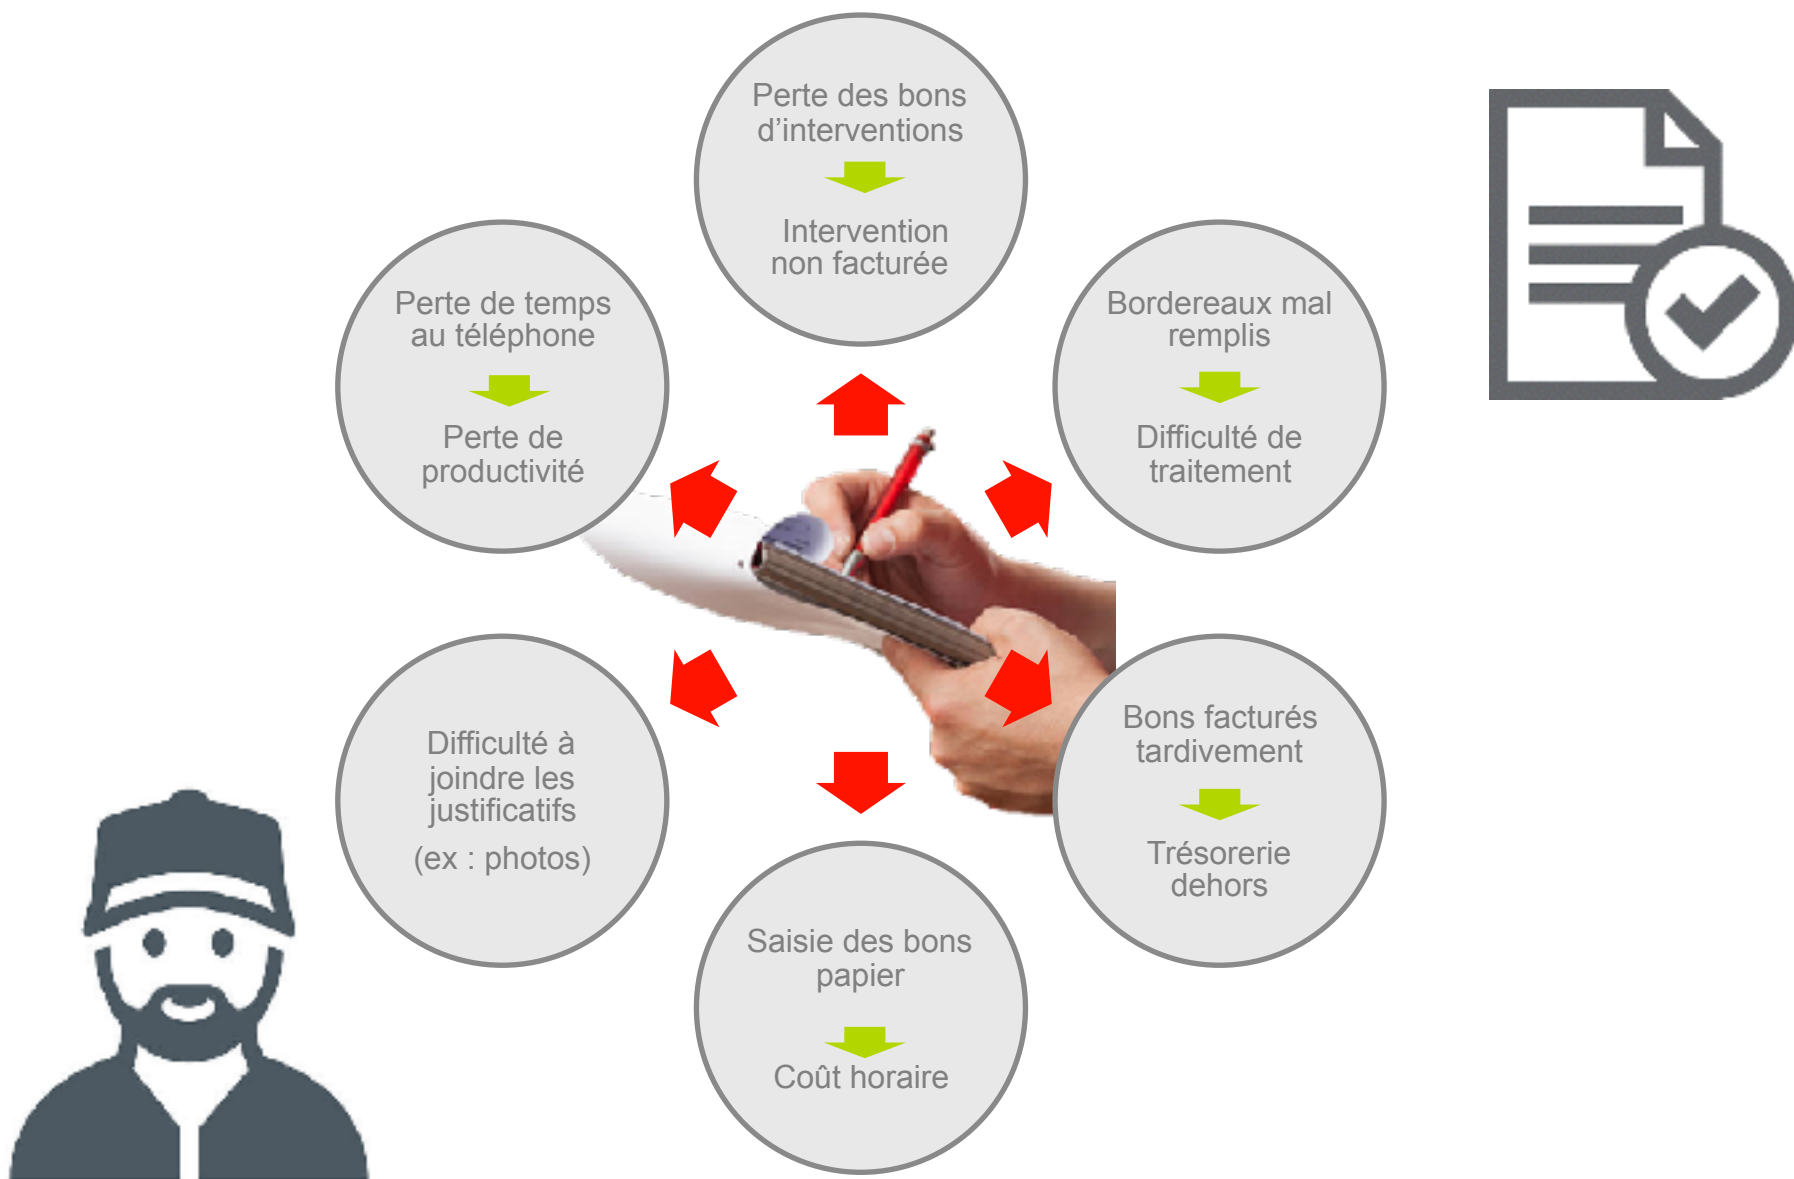 Perte des bons
d’interventions
Intervention
non facturée
Perte de temps
au téléphone
Perte de
productivité
Bordereaux mal
remplis
Difficulté de
traitement
Difficulté à
joindre les
justificatifs
(ex : photos)
Bons facturés
tardivement
Trésorerie
dehors
Saisie des bons
papier
Coût horaire